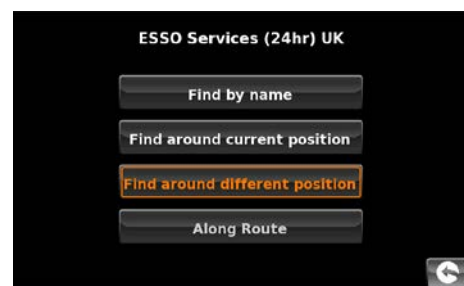 ESSO Services (24hr) UK
Find by name
Find around current position
Find around different position
Along Route